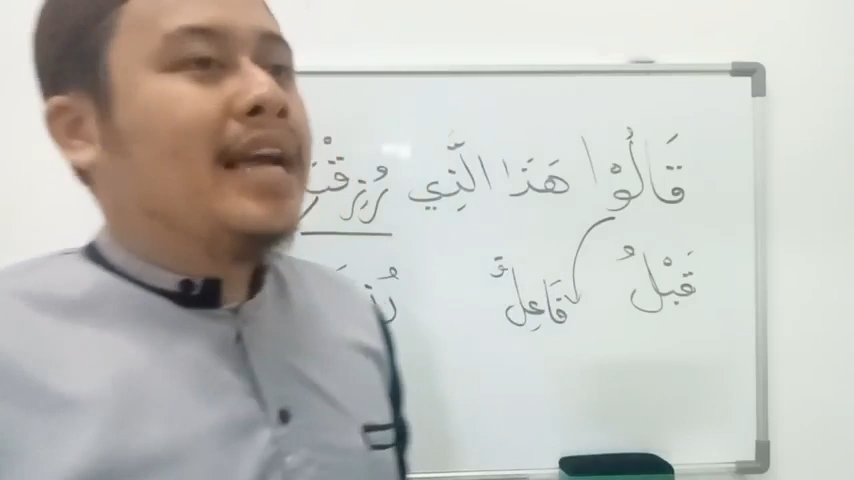 قَالُوْا هَذَا الَّذِي
قَبْلُ فَاعِلٌ